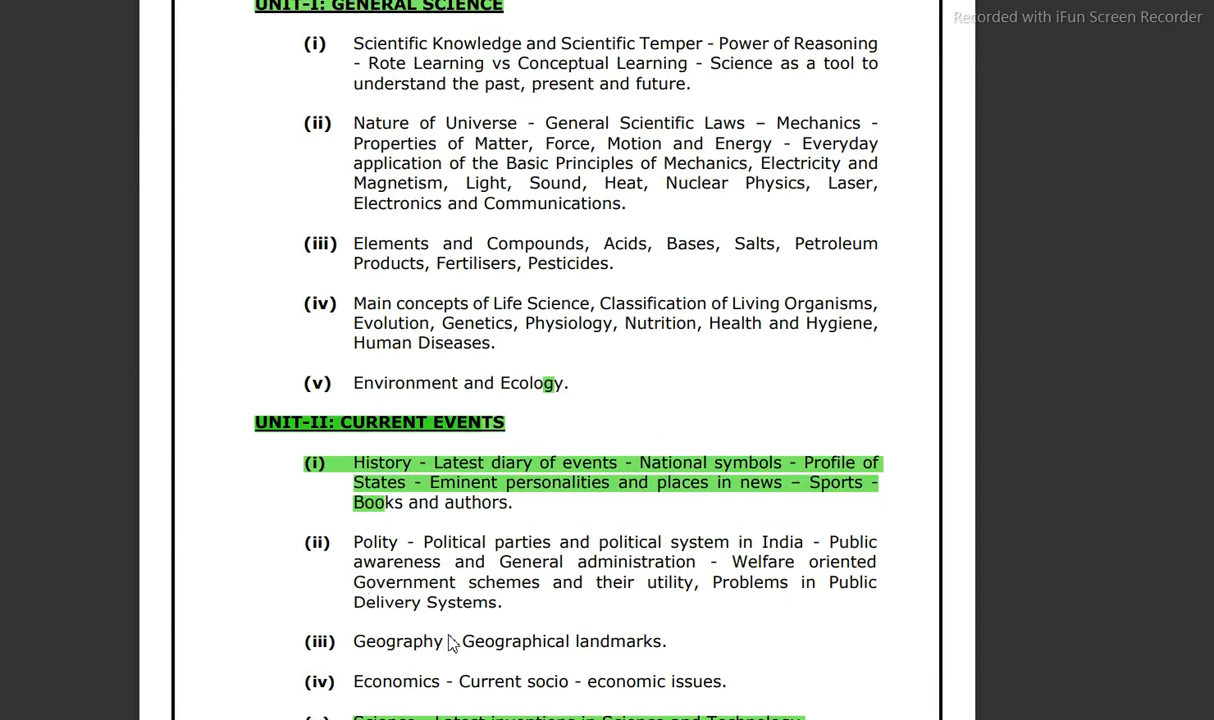 UNIT-I: GENERAL SCIENCE
Recorded with iFun Screen Recorder
(i) Scientific Knowledge and Scientific Temper - Power of Reasoning
- Rote Learning vs Conceptual Learning - Science as a tool to
understand the past, present and future.
(ii) Nature of Universe - General Scientific Laws – Mechanics -
Properties of Matter, Force, Motion and Energy - Everyday
application of the Basic Principles of Mechanics, Electricity and
Magnetism, Light, Sound, Heat, Nuclear Physics, Laser,
Electronics and Communications.
(iii) Elements and Compounds, Acids, Bases, Salts, Petroleum
Products, Fertilisers, Pesticides.
(iv) Main concepts of Life Science, Classification of Living Organisms,
Evolution, Genetics, Physiology, Nutrition, Health and Hygiene,
Human Diseases.
(v) Environment and Ecology.
UNIT-II: CURRENT EVENTS
(i) History - Latest diary of events - National symbols - Profile of
States - Eminent personalities and places in news – Sports -
Books and authors.
(ii) Polity - Political parties and political system in India - Public
awareness and General administration - Welfare oriented
Government schemes and their utility, Problems in Public
Delivery Systems.
(iii) Geography Geographical landmarks.
(iv) Economics - Current socio - economic issues.
Science - Latest inventions in Science and Technology.